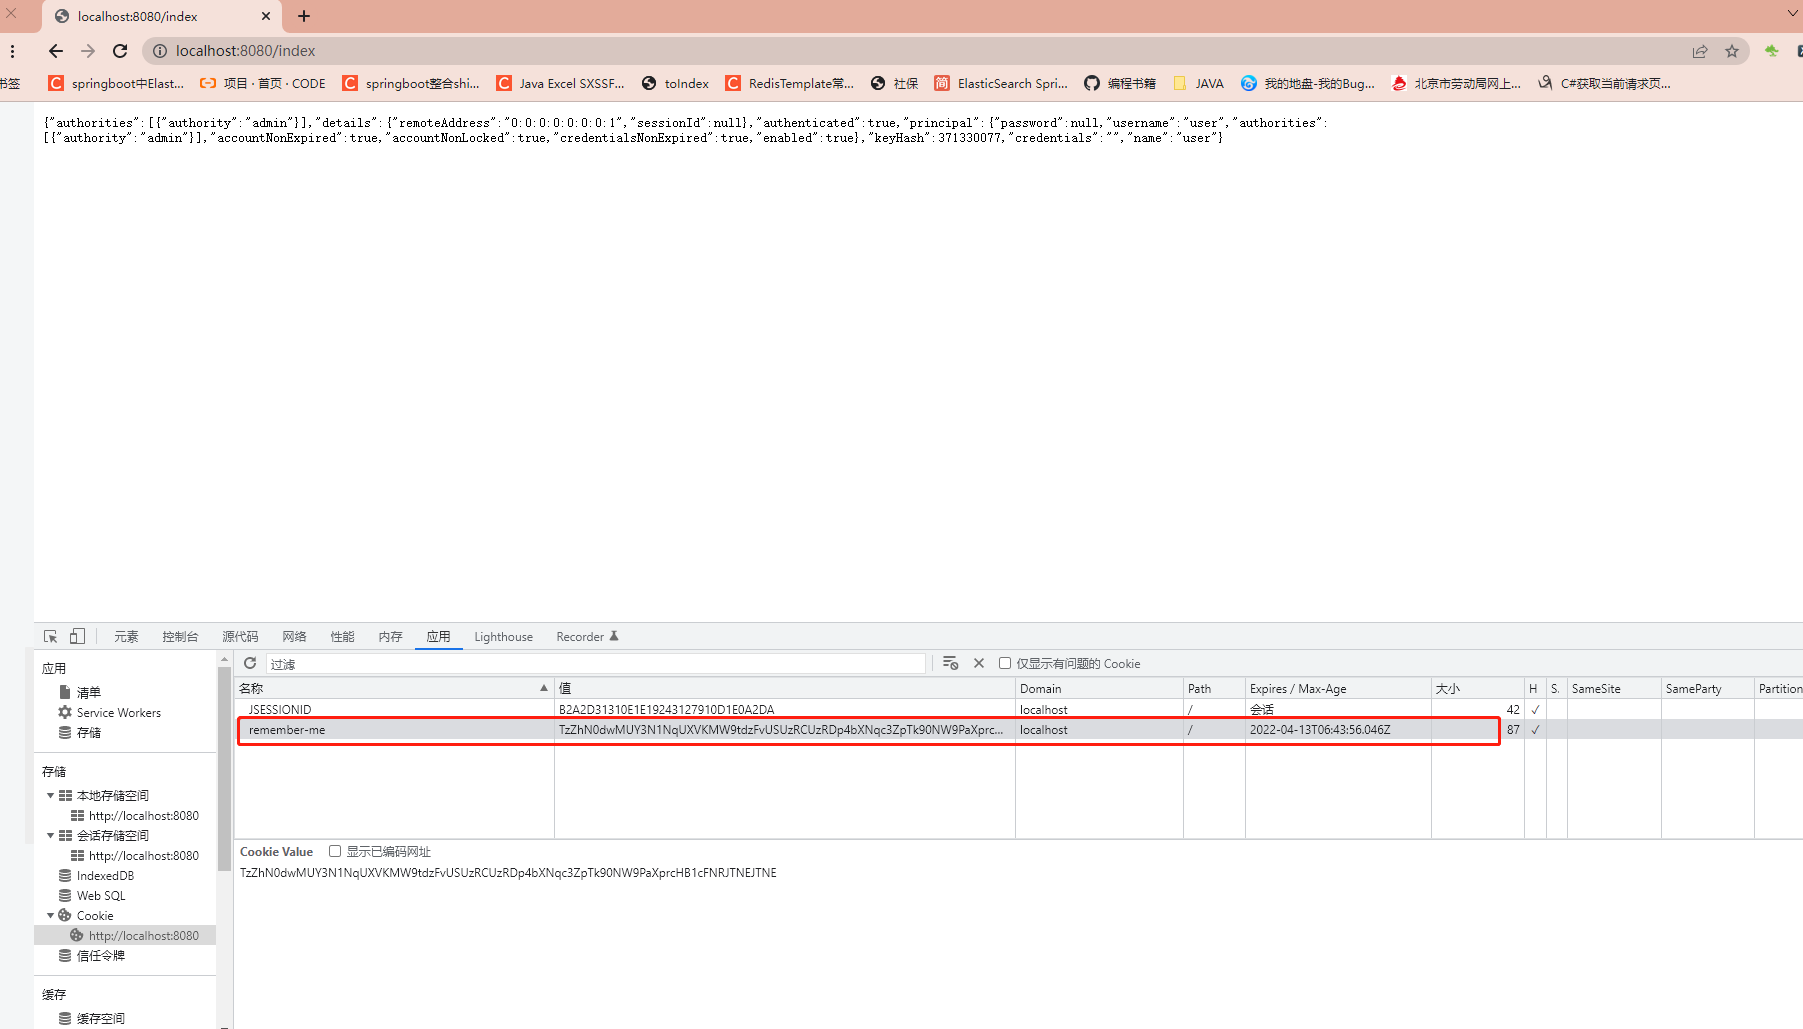 localhost:8080/index
localhost:8080/index
书签 springboot中Elast... 项目 · 首页 · CODE springboot整合shi... Java Excel SXSSF... toIndex RedisTemplate常... 社保 ElasticSearch Spri... 编程书籍 JAVA 我的地盘-我的Bug... 北京市劳动局网上... C#获取当前请求页...
{"authorities":[{"authority":"admin"}],"details":{"remoteAddress":"0:0:0:0:0:0:0:1","sessionId":null},"authenticated":true,"principal":{"password":null,"username":"user","authorities":
[{"authority":"admin"}],"accountNonExpired":true,"accountNonLocked":true,"credentialsNonExpired":true,"enabled":true},"keyHash":371330077,"credentials":"","name":"user"}
元素 控制台 源代码 网络 性能 内存 应用 Lighthouse Recorder
应用
清单
Service Workers
存储
存储
本地存储空间
http://localhost:8080
会话存储空间
http://localhost:8080
IndexedDB
Web SQL
Cookie
http://localhost:8080
信任令牌
缓存
缓存空间
过滤 仅显示有问题的 Cookie
名称 值 Domain Path Expires / Max-Age 大小 H S. SameSite SameParty Partition
JSESSIONID B2A2D31310E1E19243127910D1E0A2DA localhost / 会话 42 ✓
remember-me TzZhN0dwMUY3N1NqUXVKMW9tdzFvUSUzRCUzRDp4bXNqc3ZpTk90NW9PaXprc... localhost / 2022-04-13T06:43:56.046Z 87 ✓
Cookie Value 显示已编码网址
TzZhN0dwMUY3N1NqUXVKMW9tdzFvUSUzRCUzRDp4bXNqc3ZpTk90NW9PaXprcHB1cFNRJTNEJTNE